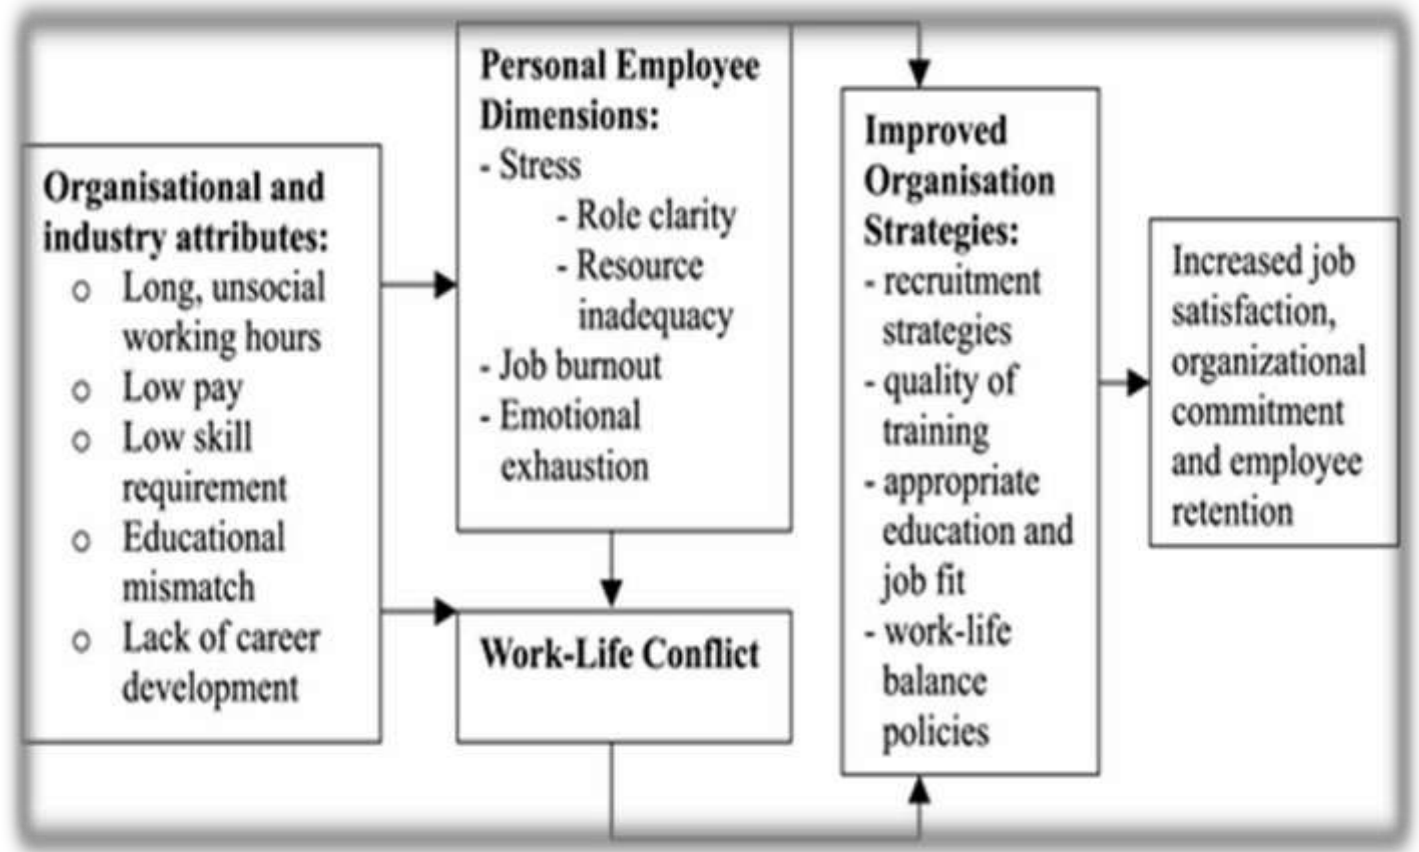 Organisational and
industry attributes:
o Long, unsocial
working hours
o Low pay
o Low skill
requirement
o Educational
mismatch
o Lack of career
development
Personal Employee
Dimensions:
- Stress
- Role clarity
- Resource
inadequacy
- Job burnout
- Emotional
exhaustion
Work-Life Conflict
Improved
Organisation
Strategies:
- recruitment
strategies
- quality of
training
- appropriate
education and
job fit
- work-life
balance
policies
Increased job
satisfaction,
organizational
commitment
and employee
retention